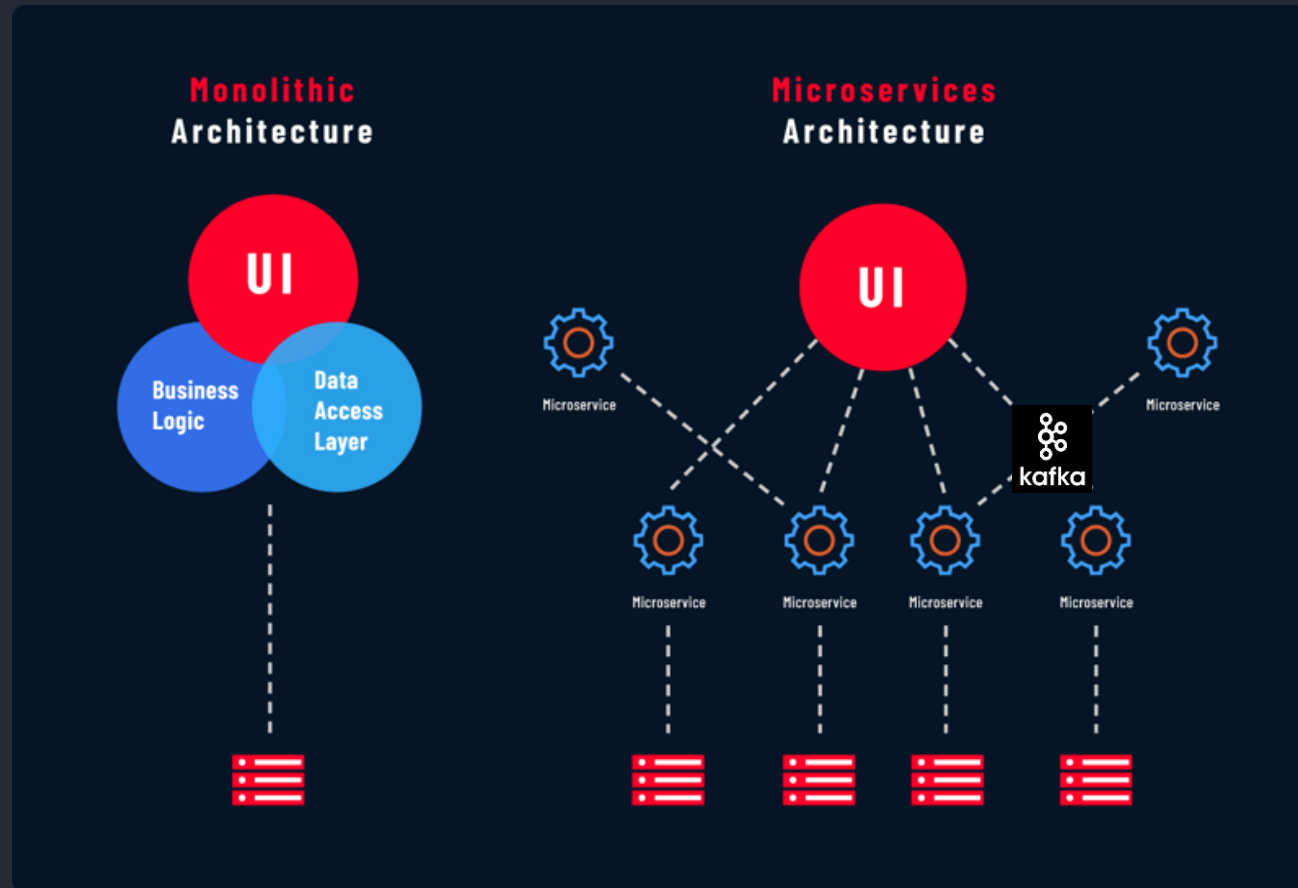 Monolithic
Architecture
UI
Business
Logic
Data
Access
Layer
Microservices
Architecture
UI
Microservice
Microservice
kafka
Microservice
Microservice
Microservice
Microservice